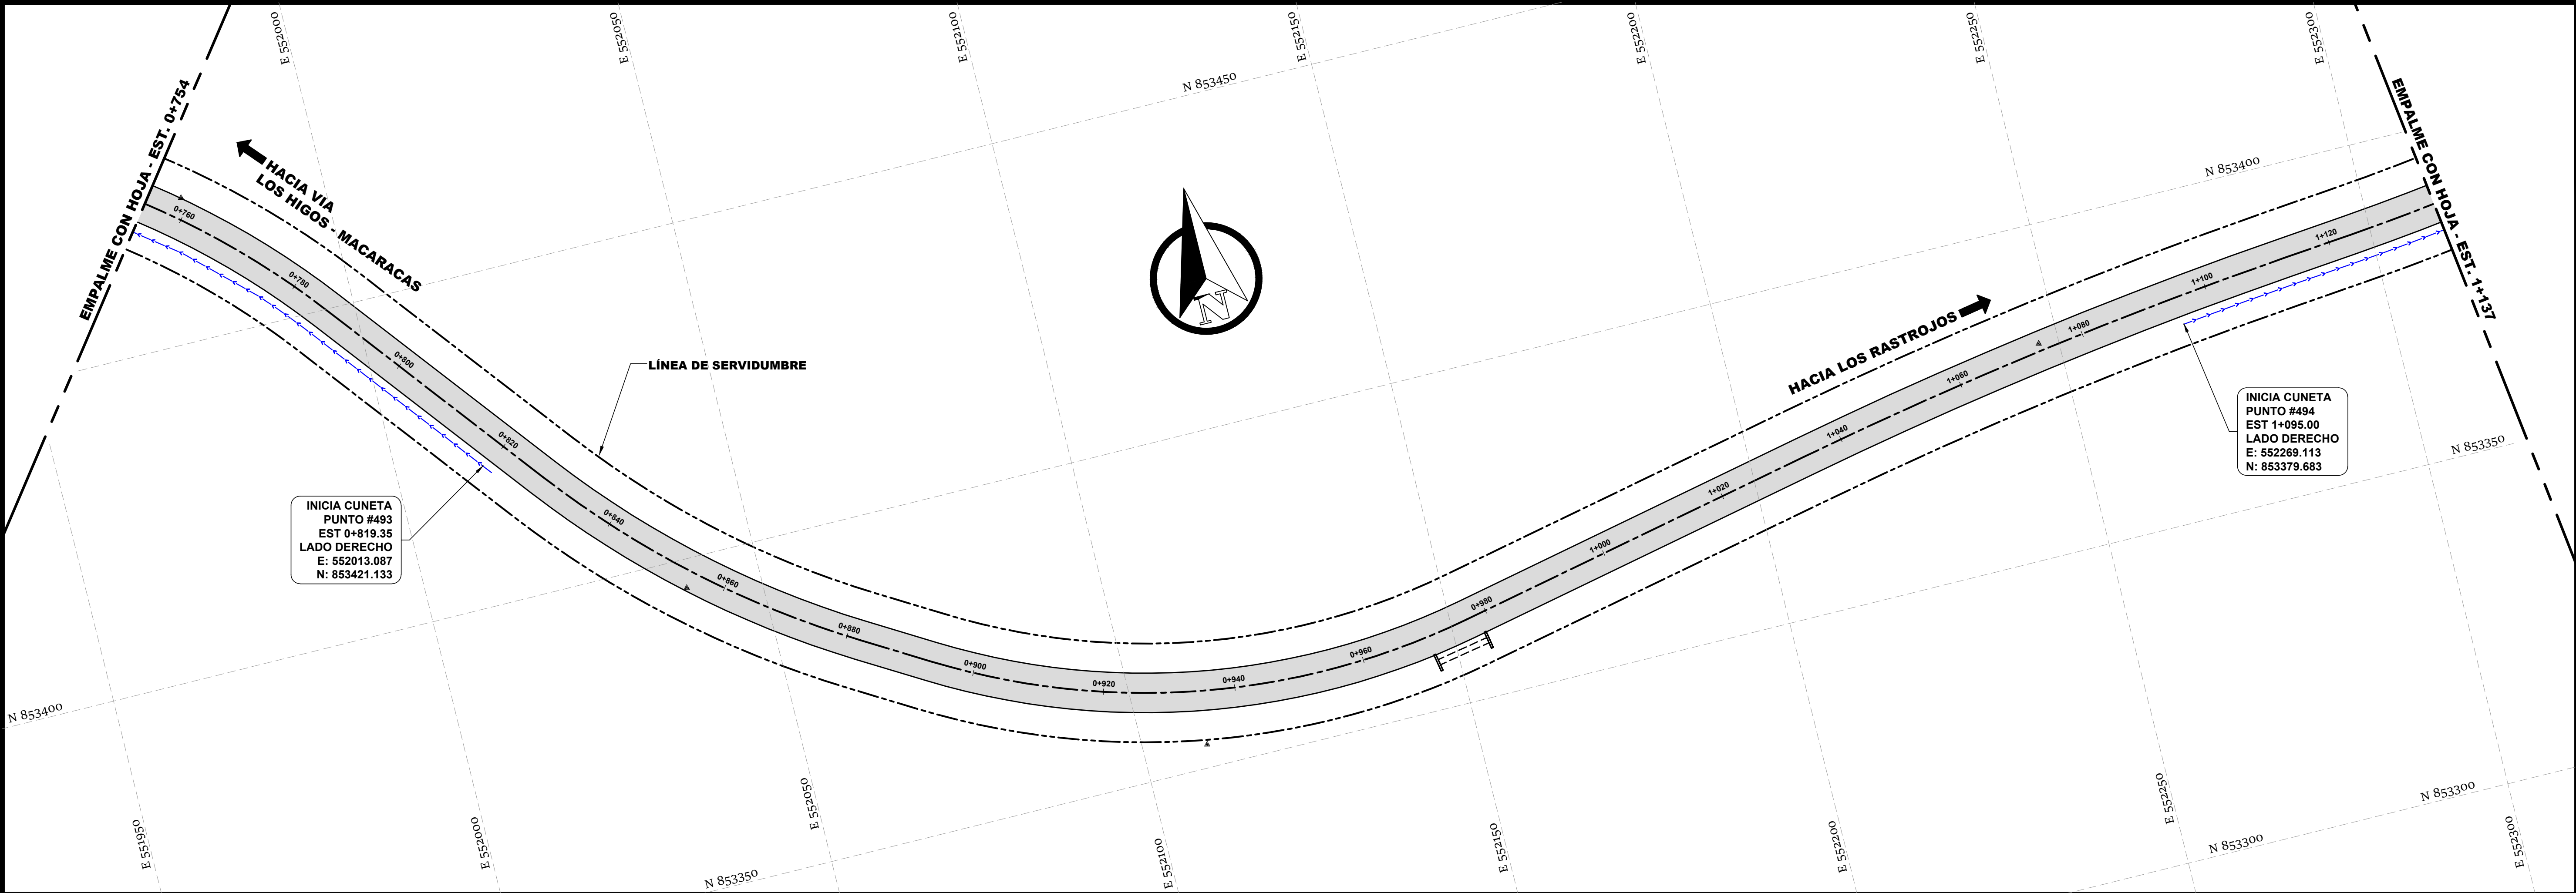 E 552000
E 552050
E 552100
E 552150
E 552200
E 552250
E 552300
N 853450
N 853400
EMPALME CON HOJA - EST. 0+754
EMPALME CON HOJA - EST. 1+137
HACIA VIA
LOS HIGOS - MACARACAS
LÍNEA DE SERVIDUMBRE
N
HACIA LOS RASTROJOS
0+760
0+780
0+800
0+820
0+840
0+860
0+880
0+900
0+920
0+940
0+960
0+980
1+000
1+020
1+040
1+060
1+080
1+100
1+120
INICIA CUNETA
PUNTO #493
EST 0+819.35
LADO DERECHO
E: 552013.087
N: 853421.133
INICIA CUNETA
PUNTO #494
EST 1+095.00
LADO DERECHO
E: 552269.113
N: 853379.683
N 853350
N 853400
N 853300
N 853350
N 853300
E 551950
E 552000
E 552050
E 552100
E 552150
E 552200
E 552250
E 552300